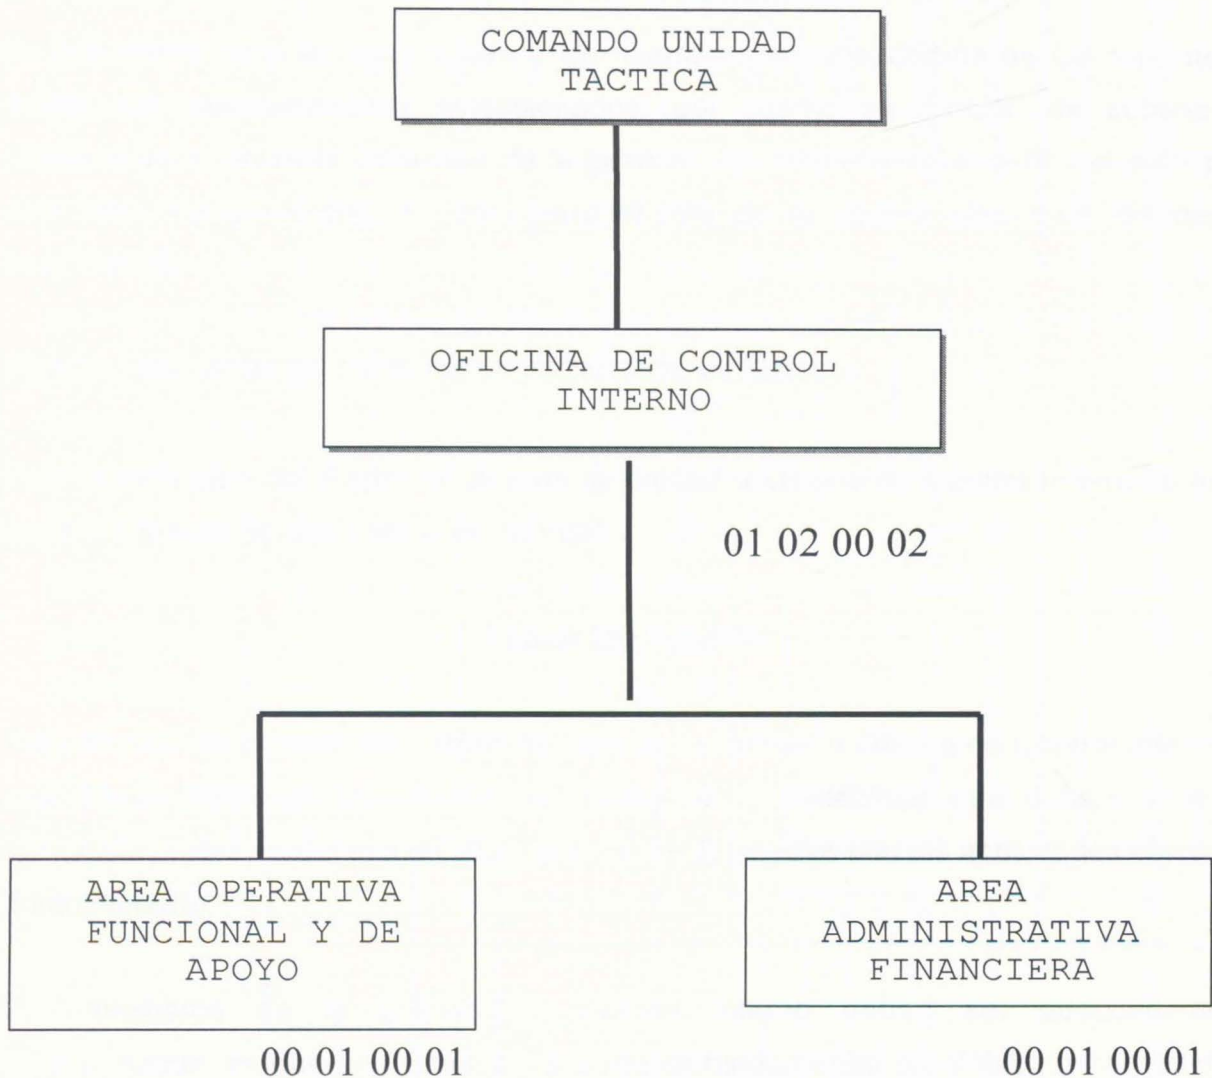 COMANDO UNIDAD
TACTICA
OFICINA DE CONTROL
INTERNO
01 02 00 02
AREA OPERATIVA
FUNCIONAL Y DE
APOYO
AREA
ADMINISTRATIVA
FINANCIERA
00 01 00 01
00 01 00 01